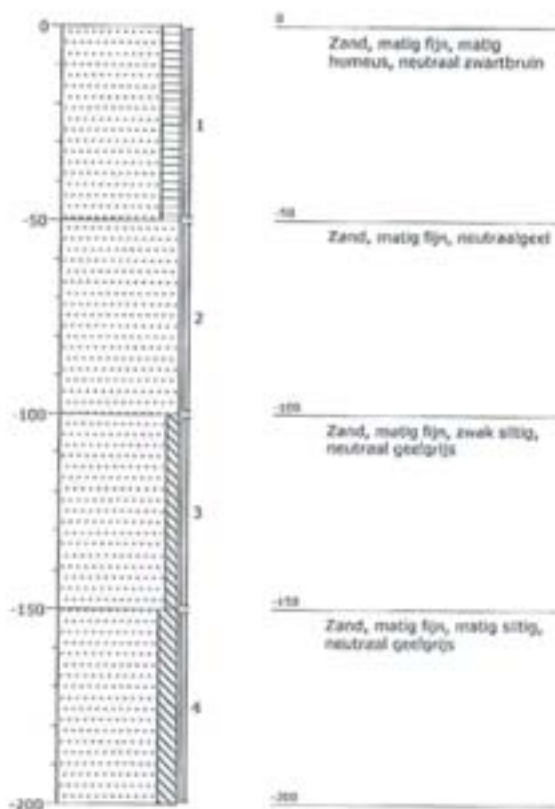 0
-50
-100
-150
-200
1
2
3
4
0
Zand, matig fijn, matig
humeus, neutraal zwartbruin
-50
Zand, matig fijn, neutraalgeel
-100
Zand, matig fijn, zwak siltig,
neutraal geelgrijs
-150
Zand, matig fijn, matig siltig,
neutraal geelgrijs
-200